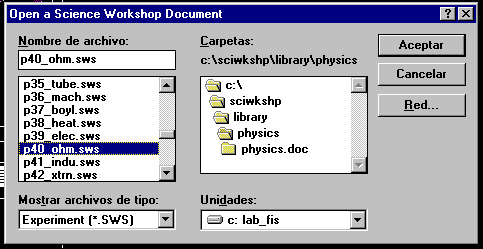 Open a Science Workshop Document
Nombre de archivo:
p40_ohm.sws
p35_tube.sws
p36_mach.sws
p37_boyl.sws
p38_heat.sws
p39_elec.sws
p40_ohm.sws
p41_indu.sws
p42_xtrn.sws
Mostrar archivos de tipo:
Experiment (*.SWS)
Carpetas:
c:\sciwkshp\library\physics
c:\
sciwkshp
library
physics
physics.doc
Unidades:
c: lab_fis
Aceptar
Cancelar
Red...